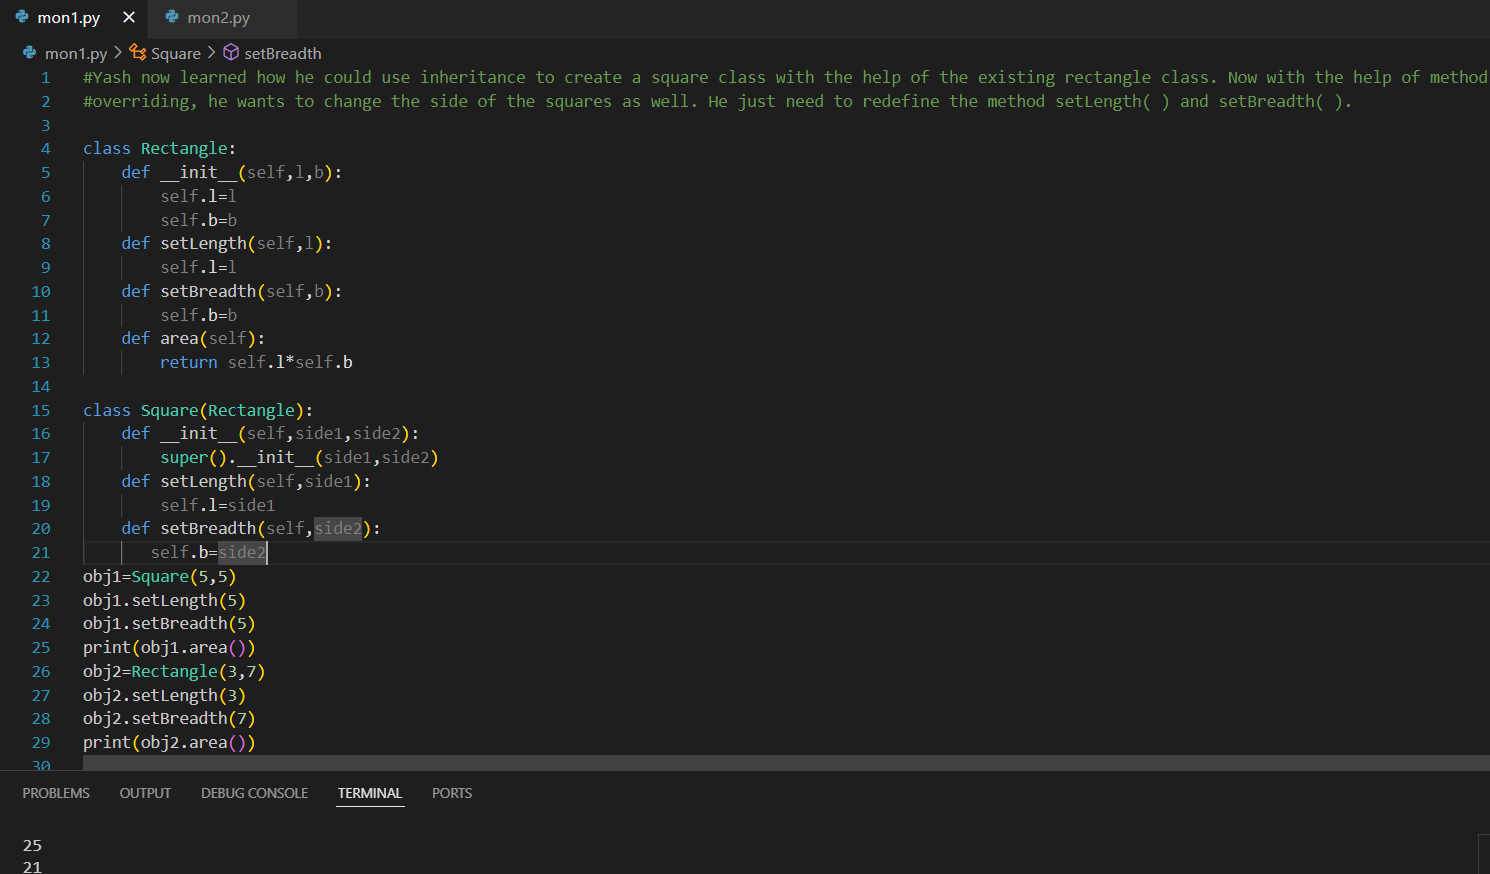 mon1.py
mon2.py
mon1.py > Square > setBreadth
1 #Yash now learned how he could use inheritance to create a square class with the help of the existing rectangle class. Now with the help of method
2 #overriding, he wants to change the side of the squares as well. He just need to redefine the method setLength( ) and setBreadth( ).
3
4 class Rectangle:
5     def __init__(self,l,b):
6         self.l=l
7         self.b=b
8     def setLength(self,l):
9         self.l=l
10     def setBreadth(self,b):
11         self.b=b
12     def area(self):
13         return self.l*self.b
14
15 class Square(Rectangle):
16     def __init__(self,side1,side2):
17         super().__init__(side1,side2)
18     def setLength(self,side1):
19         self.l=side1
20     def setBreadth(self,side2):
21        self.b=side2
22 obj1=Square(5,5)
23 obj1.setLength(5)
24 obj1.setBreadth(5)
25 print(obj1.area())
26 obj2=Rectangle(3,7)
27 obj2.setLength(3)
28 obj2.setBreadth(7)
29 print(obj2.area())
30
PROBLEMS OUTPUT DEBUG CONSOLE TERMINAL PORTS
25
21